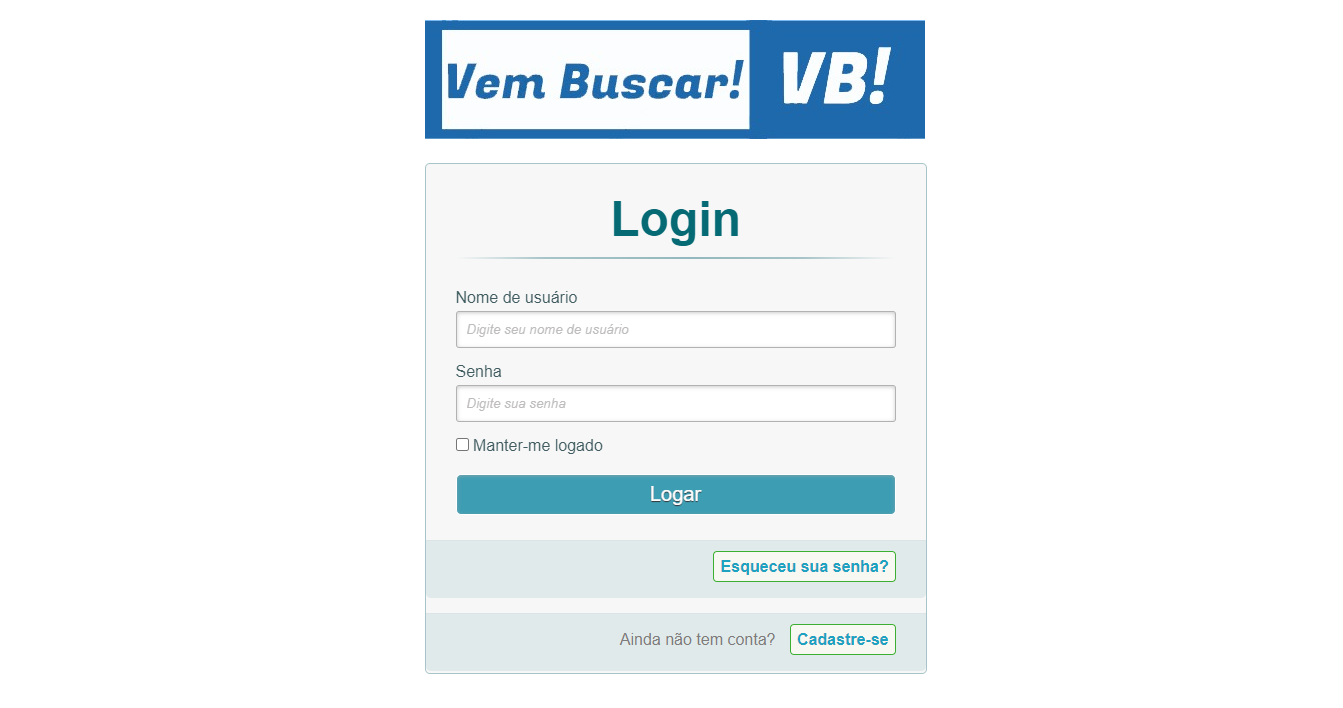 Vem Buscar! VB!
Login
Nome de usuário
Digite seu nome de usuário
Senha
Digite sua senha
Manter-me logado
Logar
Esqueceu sua senha?
Ainda não tem conta? Cadastre-se